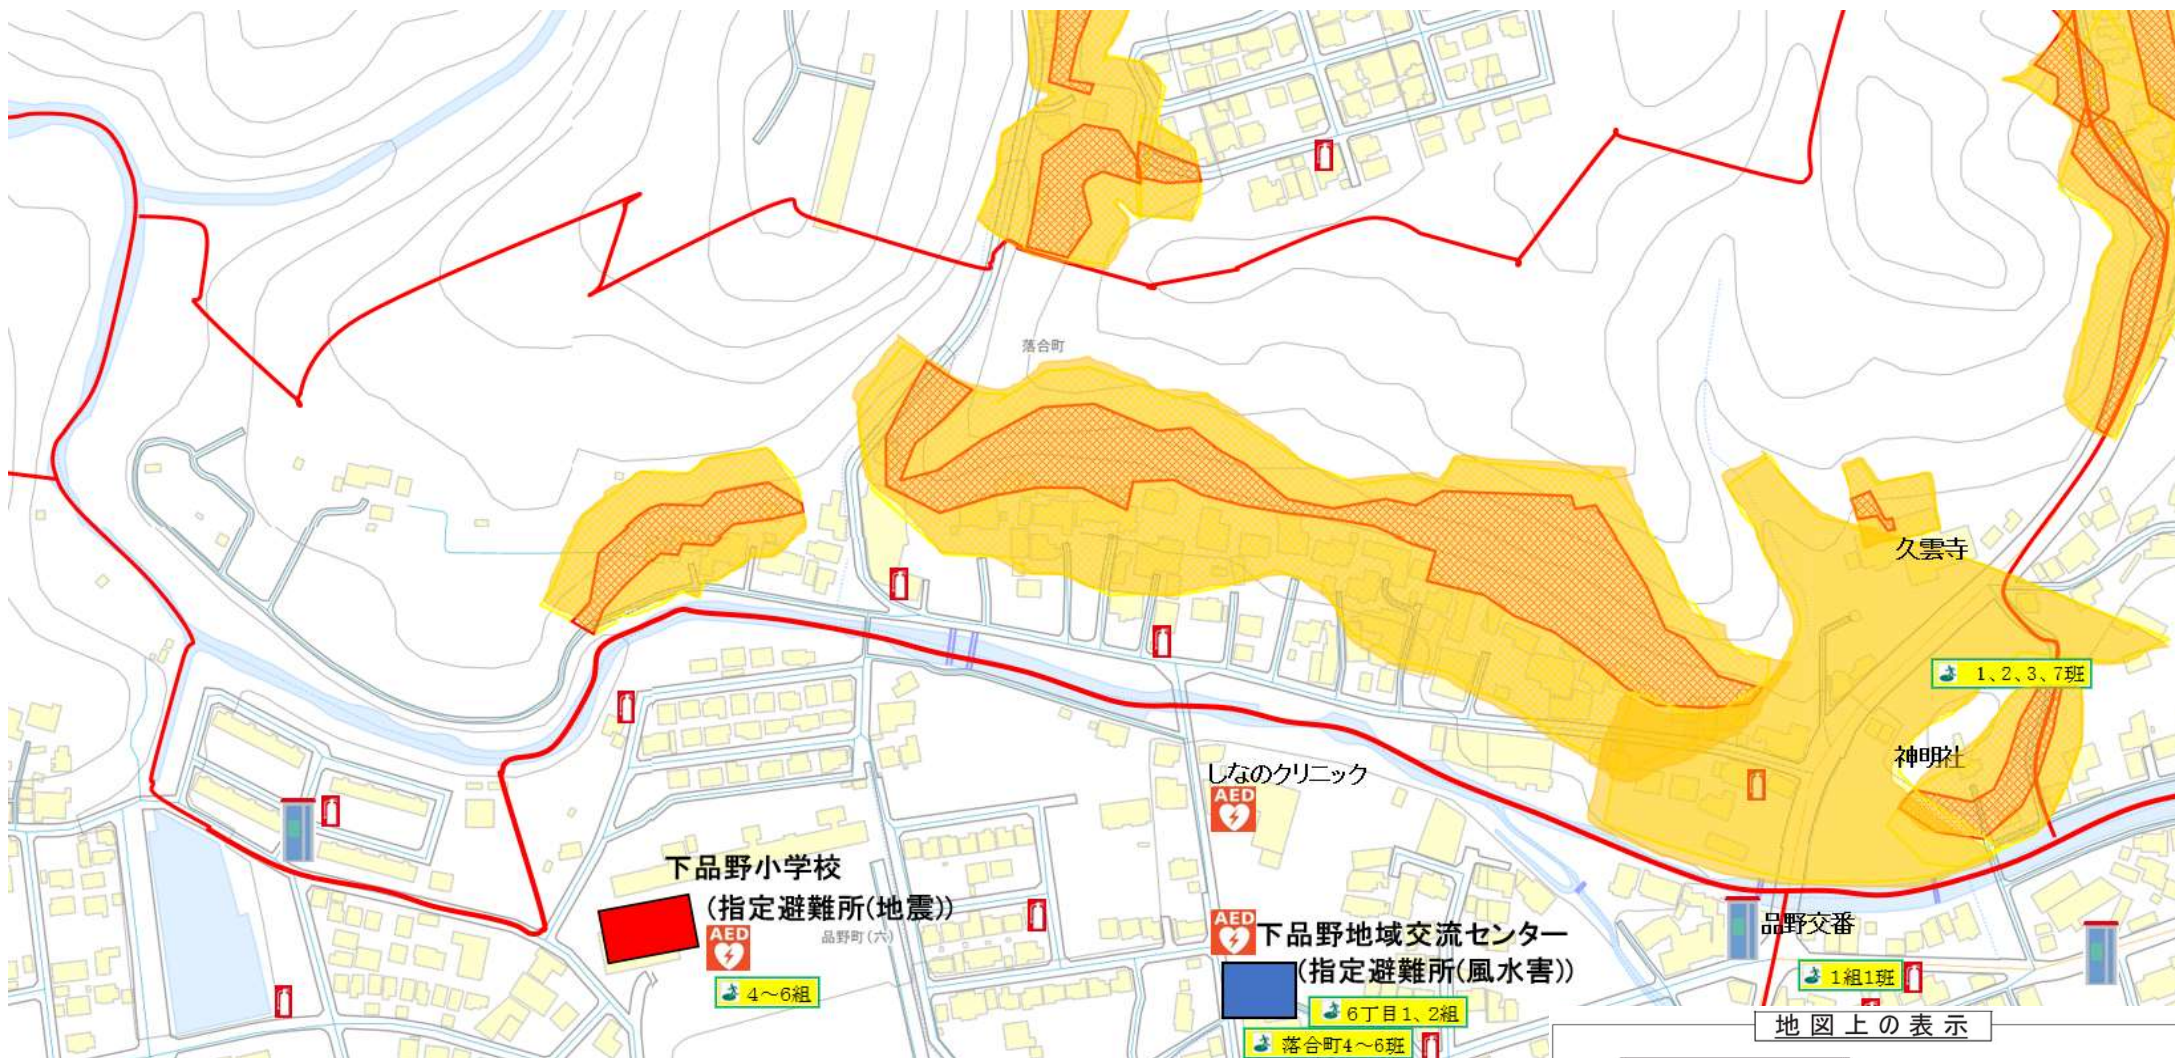 落合町
久雲寺
1、2、3、7班
神明社
しなのクリニック
AED
下品野小学校
(指定避難所(地震))
AED
品野町(六)
4～6組
AED
下品野地域交流センター
(指定避難所(風水害))
6丁目1、2組
落合町4～6班
品野交番
1組1班
地図上の表示